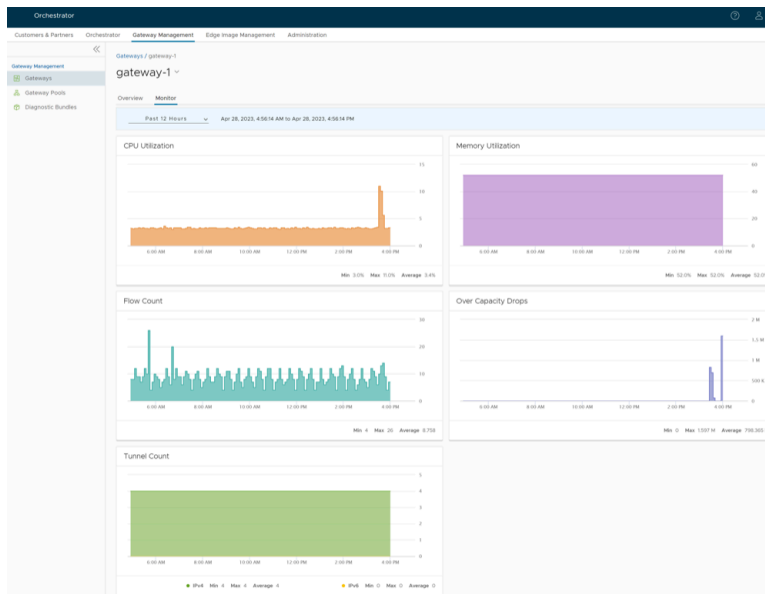 Orchestrator
Customers & Partners Orchestrator Gateway Management Edge Image Management Administration
Gateway Management
Gateways
Gateway Pools
Diagnostic Bundles
Gateways / gateway-1
gateway-1
Overview Monitor
Past 12 Hours Apr 28, 2023, 4:56:14 AM to Apr 28, 2023, 4:56:14 PM
CPU Utilization
15
10
5
0
6:00 AM 8:00 AM 10:00 AM 12:00 PM 2:00 PM 4:00 PM
Min 3.0% Max 11.0% Average 3.4%
Memory Utilization
60
40
20
0
6:00 AM 8:00 AM 10:00 AM 12:00 PM 2:00 PM 4:00 PM
Min 52.0% Max 52.0% Average 52.0
Flow Count
30
20
10
0
6:00 AM 8:00 AM 10:00 AM 12:00 PM 2:00 PM 4:00 PM
Min 4 Max 26 Average 8.758
Over Capacity Drops
2 M
1 M
0
6:00 AM 8:00 AM 10:00 AM 12:00 PM 2:00 PM 4:00 PM
Min 0 Max 1.597 M Average
Tunnel Count
5
4
3
2
1
0
6:00 AM 8:00 AM 10:00 AM 12:00 PM 2:00 PM 4:00 PM
IPv4 Min 4 Max 4 Average 4 IPv6 Min 0 Max 0 Average 0